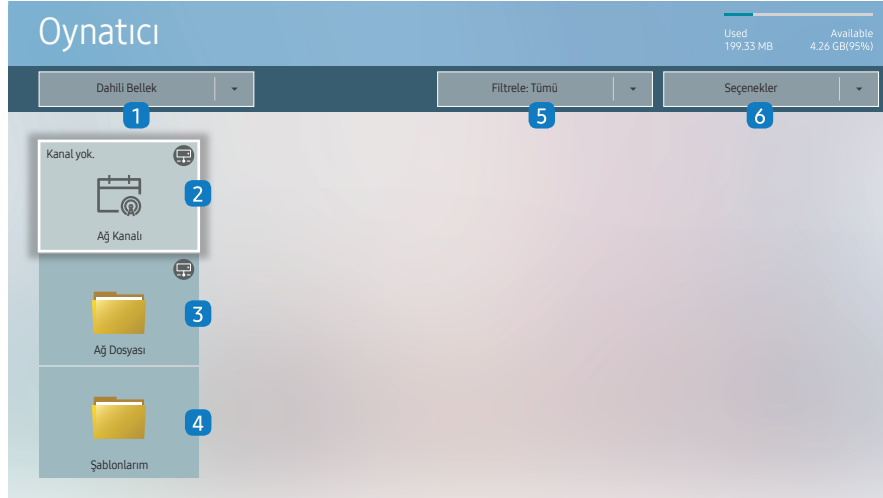 Oynatıcı
Used Available
199.33 MB 4.26 GB(95%)
Dahili Bellek
Filtrele: Tümü
Seçenekler
1
5
6
Kanal yok.
2
Ağ Kanalı
3
Ağ Dosyası
4
Şablonlarım